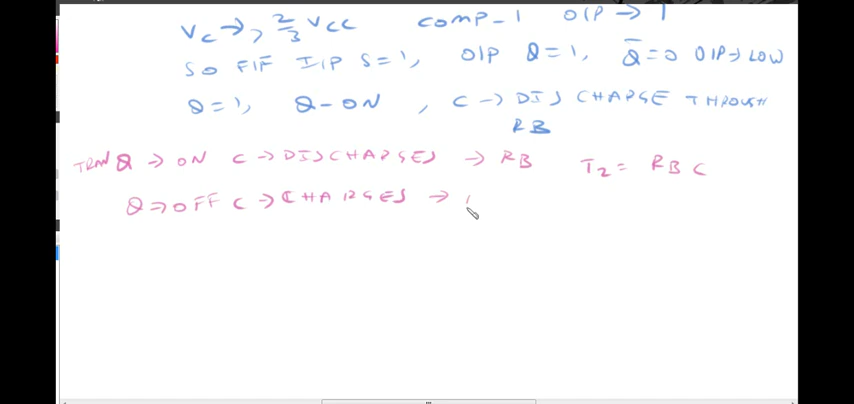 Vc → > 2/3 Vcc comp-1 O/P → 1
SO F/F I/P S=1, O/P Q=1, Q̅=0 O/P→LOW
Q=1, Q-ON, C→DISCHARGE THROUGH
RB
TRAN Q → ON C→DISCHARGES → RB T2 = RB C
Q→OFF C→CHARGES →